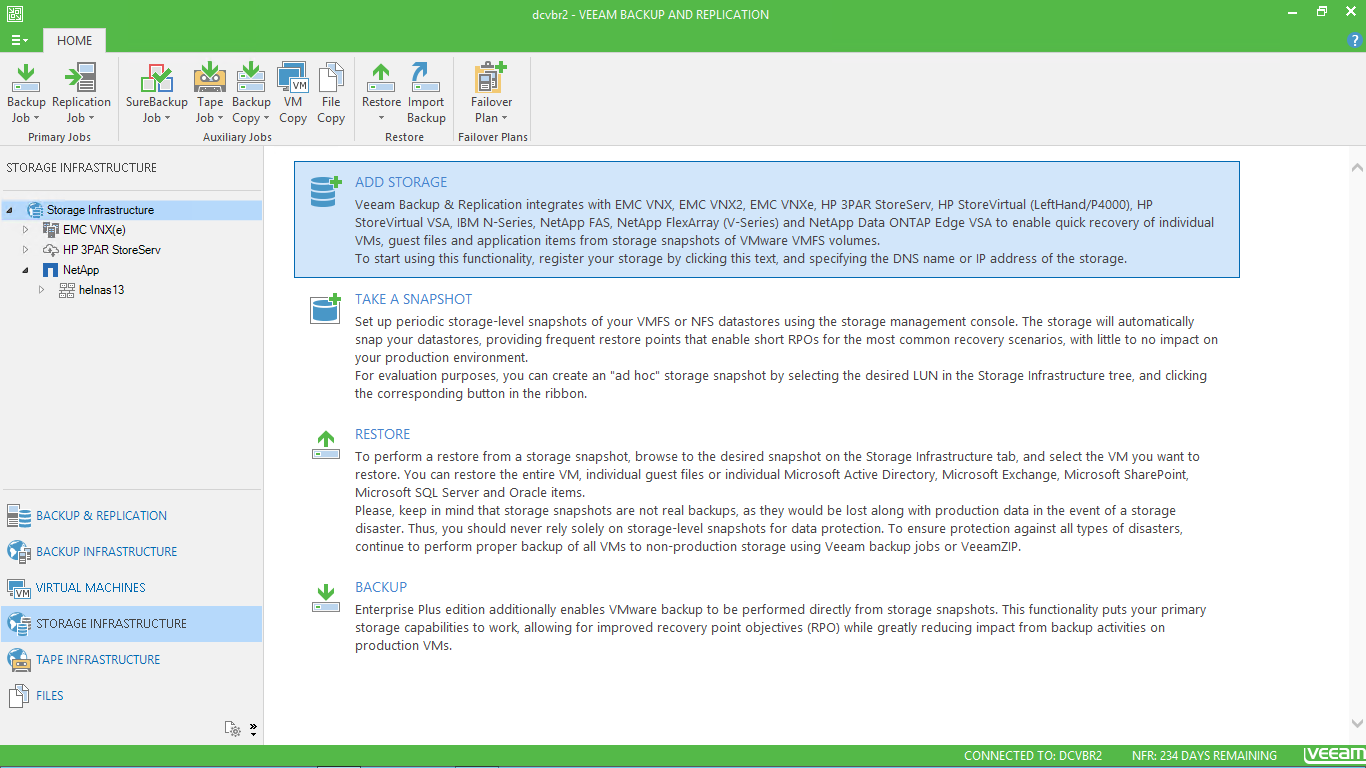 dcvbr2 - VEEAM BACKUP AND REPLICATION
HOME
Backup Job
Replication Job
Primary Jobs
SureBackup Job
Tape Job
Backup Copy
VM Copy
File Copy
Auxiliary Jobs
Restore
Import Backup
Restore
Failover Plan
Failover Plans
STORAGE INFRASTRUCTURE
Storage Infrastructure
EMC VNX(e)
HP 3PAR StoreServ
NetApp
helnas13
BACKUP & REPLICATION
BACKUP INFRASTRUCTURE
VM
VIRTUAL MACHINES
STORAGE INFRASTRUCTURE
TAPE INFRASTRUCTURE
FILES
ADD STORAGE
Veeam Backup & Replication integrates with EMC VNX, EMC VNX2, EMC VNXe, HP 3PAR StoreServ, HP StoreVirtual (LeftHand/P4000), HP
StoreVirtual VSA, IBM N-Series, NetApp FAS, NetApp FlexArray (V-Series) and NetApp Data ONTAP Edge VSA to enable quick recovery of individual
VMs, guest files and application items from storage snapshots of VMware VMFS volumes.
To start using this functionality, register your storage by clicking this text, and specifying the DNS name or IP address of the storage.
TAKE A SNAPSHOT
Set up periodic storage-level snapshots of your VMFS or NFS datastores using the storage management console. The storage will automatically
snap your datastores, providing frequent restore points that enable short RPOs for the most common recovery scenarios, with little to no impact on
your production environment.
For evaluation purposes, you can create an "ad hoc" storage snapshot by selecting the desired LUN in the Storage Infrastructure tree, and clicking
the corresponding button in the ribbon.
RESTORE
To perform a restore from a storage snapshot, browse to the desired snapshot on the Storage Infrastructure tab, and select the VM you want to
restore. You can restore the entire VM, individual guest files or individual Microsoft Active Directory, Microsoft Exchange, Microsoft SharePoint,
Microsoft SQL Server and Oracle items.
Please, keep in mind that storage snapshots are not real backups, as they would be lost along with production data in the event of a storage
disaster. Thus, you should never rely solely on storage-level snapshots for data protection. To ensure protection against all types of disasters,
continue to perform proper backup of all VMs to non-production storage using Veeam backup jobs or VeeamZIP.
BACKUP
Enterprise Plus edition additionally enables VMware backup to be performed directly from storage snapshots. This functionality puts your primary
storage capabilities to work, allowing for improved recovery point objectives (RPO) while greatly reducing impact from backup activities on
production VMs.
CONNECTED TO: DCVBR2
NFR: 234 DAYS REMAINING
veeam